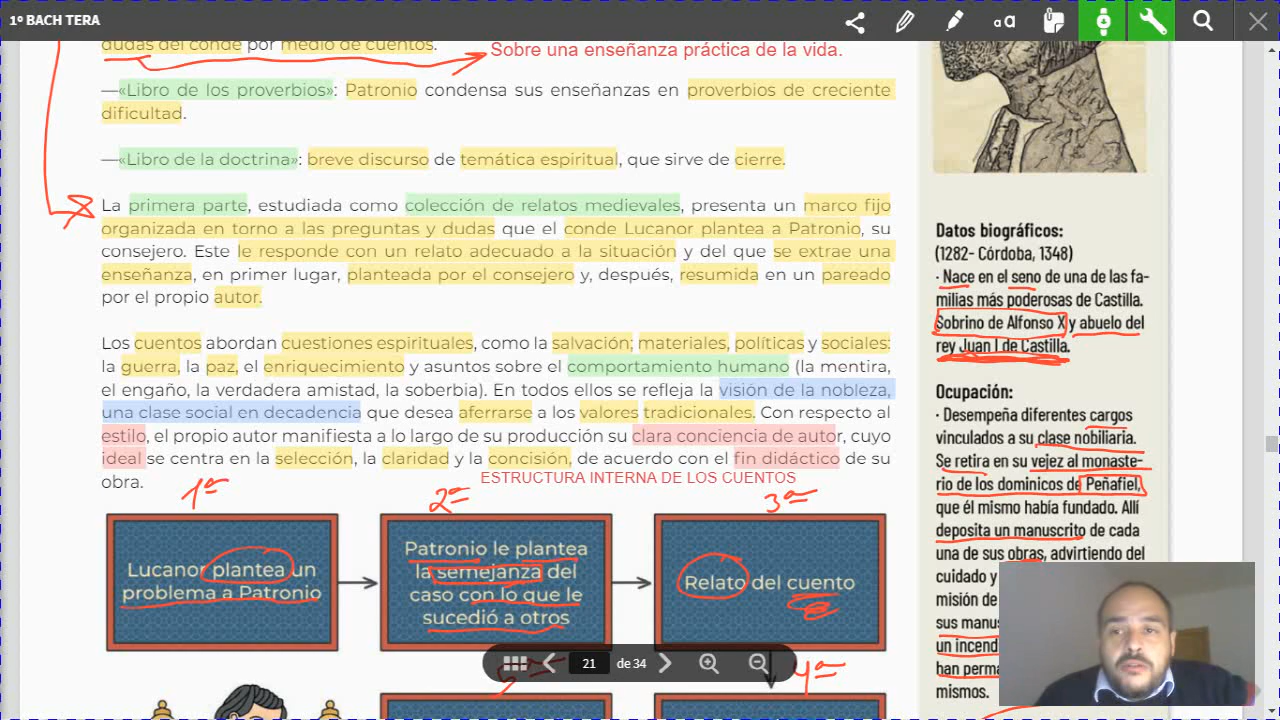 1º BACH TERA
aa
dudas del conde por medio de cuentos.
Sobre una enseñanza práctica de la vida.
—«Libro de los proverbios»: Patronio condensa sus enseñanzas en proverbios de creciente
dificultad.
—«Libro de la doctrina»: breve discurso de temática espiritual, que sirve de cierre.
La primera parte, estudiada como colección de relatos medievales, presenta un marco fijo
organizada en torno a las preguntas y dudas que el conde Lucanor plantea a Patronio, su
consejero. Este le responde con un relato adecuado a la situación y del que se extrae una
enseñanza, en primer lugar, planteada por el consejero y, después, resumida en un pareado
por el propio autor.
Los cuentos abordan cuestiones espirituales, como la salvación; materiales, políticas y sociales:
la guerra, la paz, el enriquecimiento y asuntos sobre el comportamiento humano (la mentira,
el engaño, la verdadera amistad, la soberbia). En todos ellos se refleja la visión de la nobleza,
una clase social en decadencia que desea aferrarse a los valores tradicionales. Con respecto al
estilo, el propio autor manifiesta a lo largo de su producción su clara conciencia de autor, cuyo
ideal se centra en la selección, la claridad y la concisión, de acuerdo con el fin didáctico de su
obra.
ESTRUCTURA INTERNA DE LOS CUENTOS
1ª
2ª
3ª
Lucanor plantea un
problema a Patronio
Patronio le plantea
la semejanza del
caso con lo que le
sucedió a otros
Relato del cuento
5ª
4ª
21 de 34
Datos biográficos:
(1282- Córdoba, 1348)
· Nace en el seno de una de las fa-
milias más poderosas de Castilla.
Sobrino de Alfonso X y abuelo del
rey Juan I de Castilla.
Ocupación:
· Desempeña diferentes cargos
vinculados a su clase nobiliaria.
Se retira en su vejez al monaste-
rio de los dominicos de Peñafiel,
que él mismo había fundado. Allí
deposita un manuscrito de cada
una de sus obras, advirtiendo del
cuidado y
misión de
sus manus
un incend
han perma
mismos.